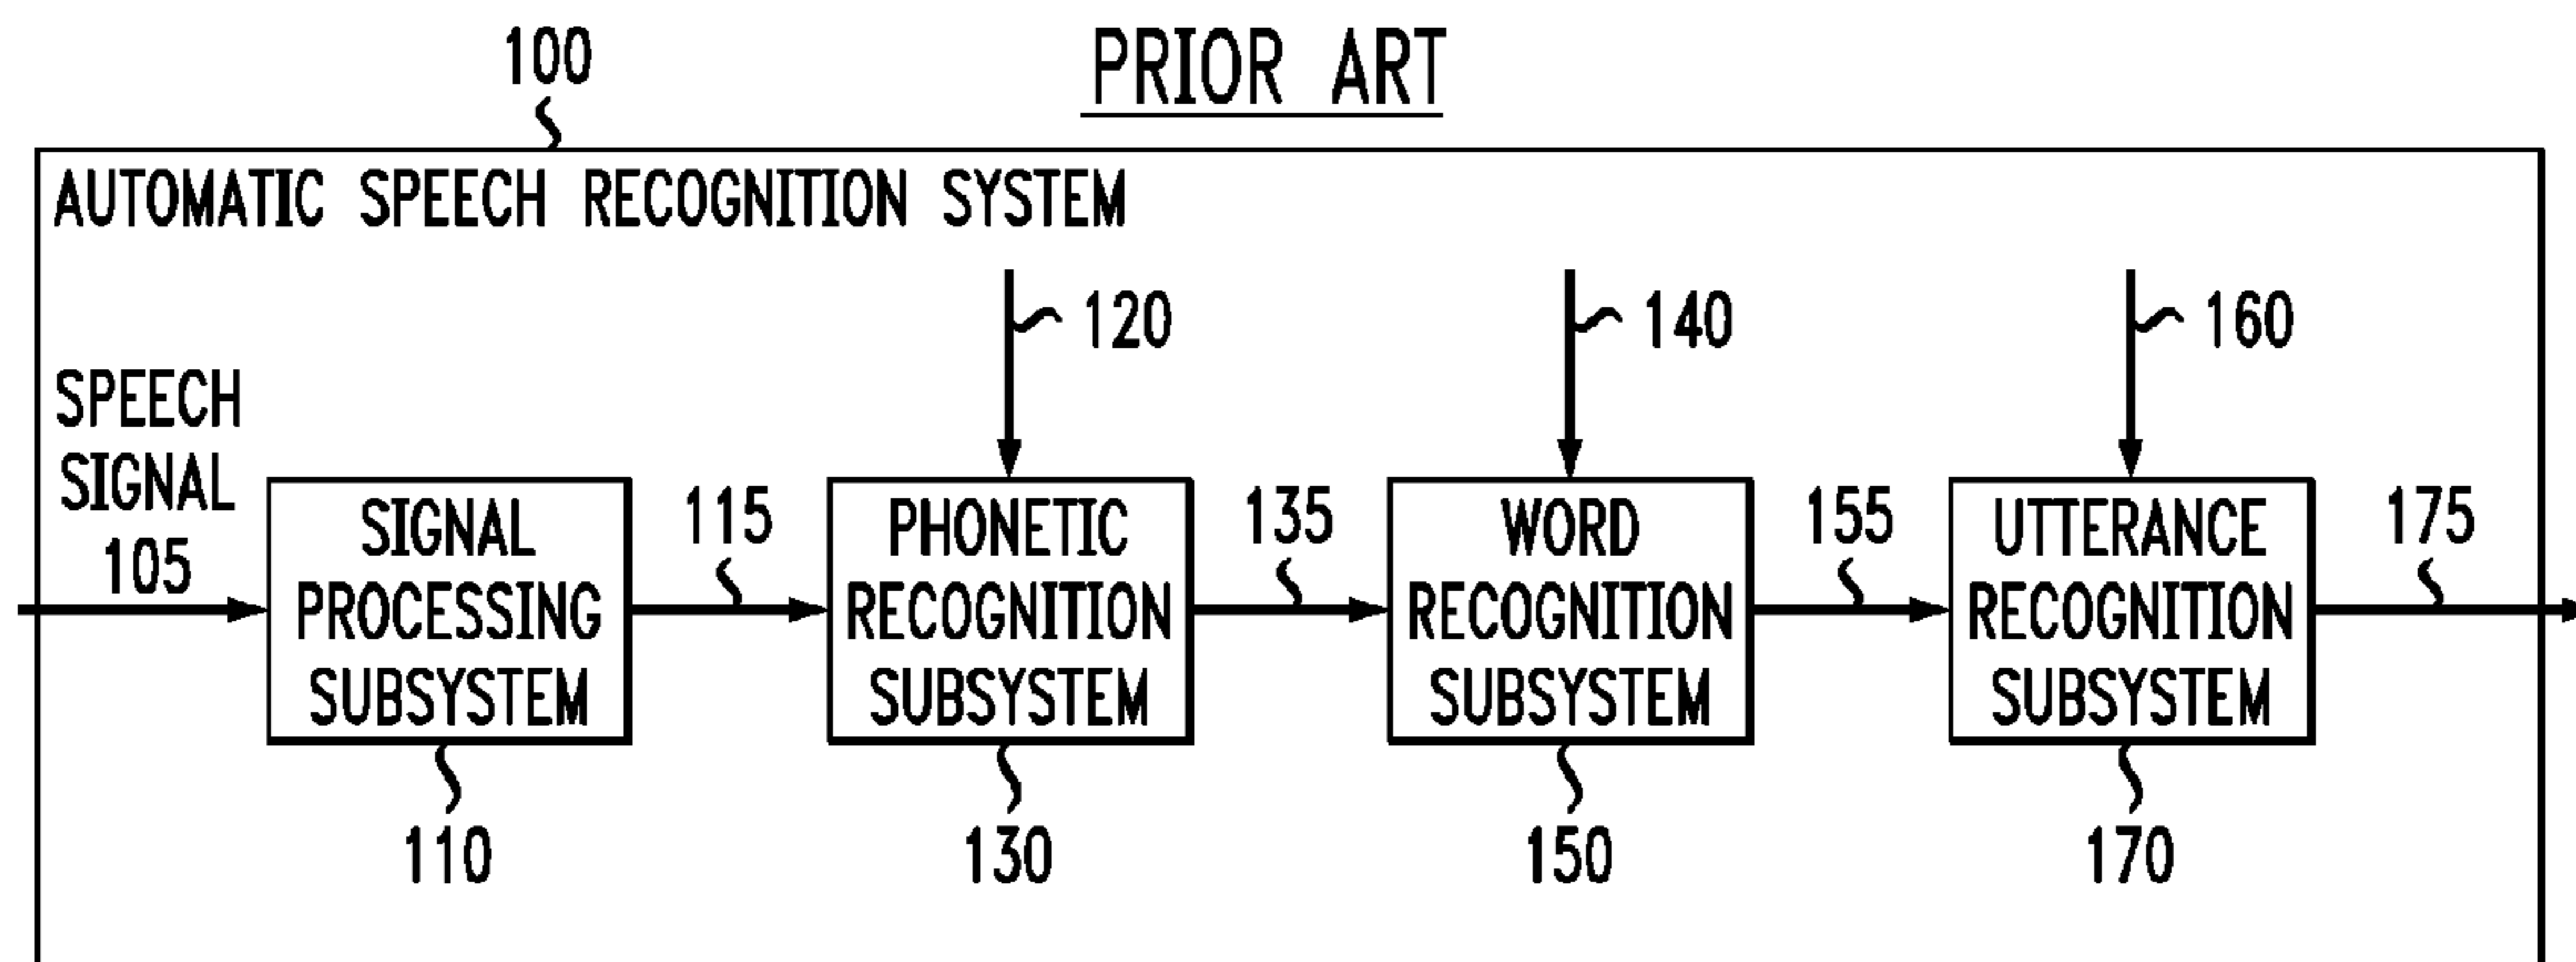 PRIOR ART
100
AUTOMATIC SPEECH RECOGNITION SYSTEM
120
140
160
SPEECH
SIGNAL
105
SIGNAL
PROCESSING
SUBSYSTEM
110
115
PHONETIC
RECOGNITION
SUBSYSTEM
130
135
WORD
RECOGNITION
SUBSYSTEM
150
155
UTTERANCE
RECOGNITION
SUBSYSTEM
170
175